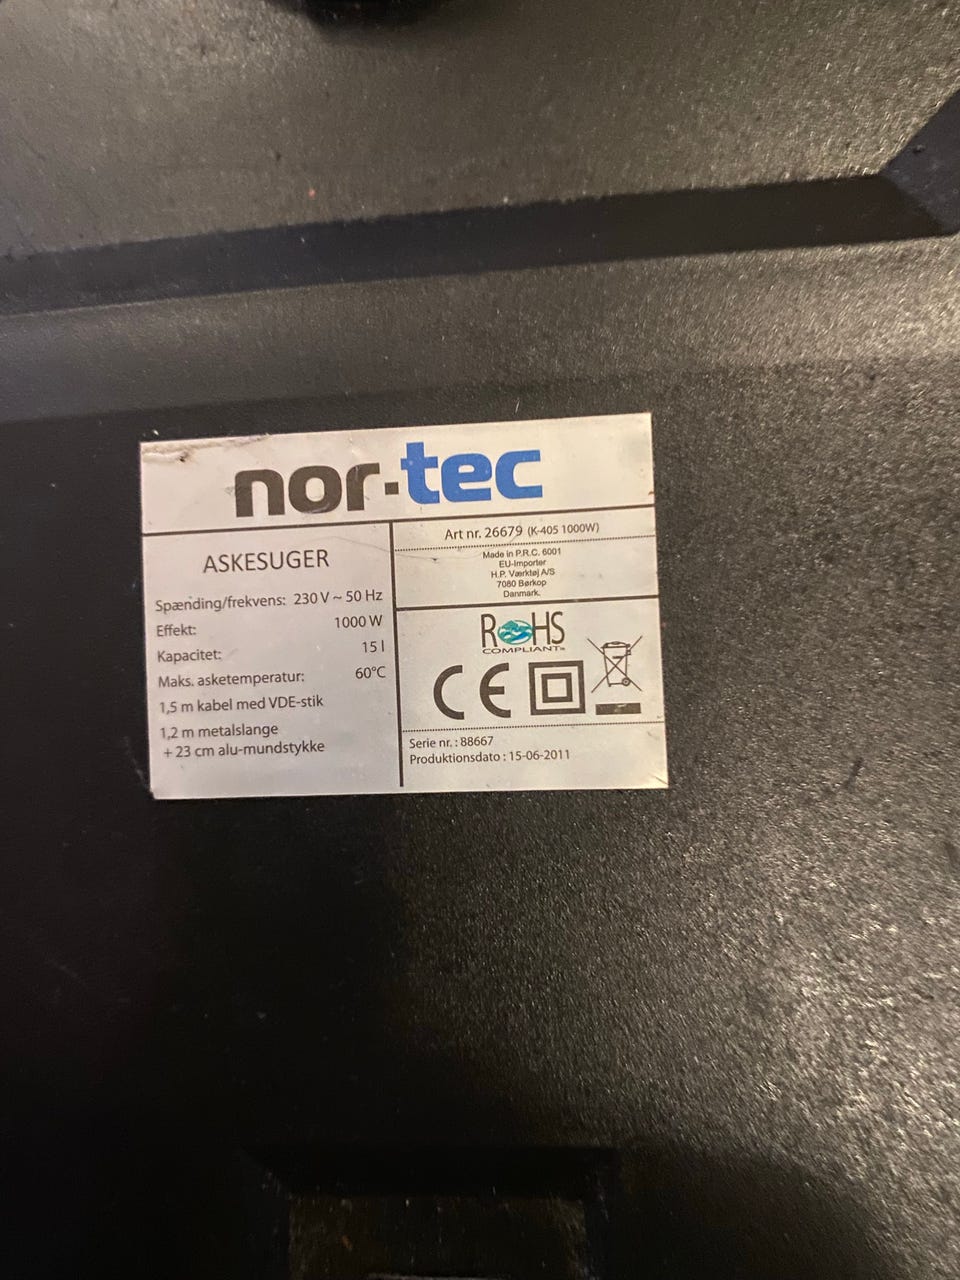 nor-tec
ASKESUGER
Spænding/frekvens: 230 V ~ 50 Hz
Effekt: 1000 W
Kapacitet: 15 l
Maks. asketemperatur: 60°C
1,5 m kabel med VDE-stik
1,2 m metalslange
+ 23 cm alu-mundstykke
Art nr. 26679 (K-405 1000W)
Made in P.R.C. 6001
EU-Importer
H.P. Værktøj A/S
7080 Børkop
Danmark.
RoHS
COMPLIANT
CE
Serie nr. : 88667
Produktionsdato : 15-06-2011